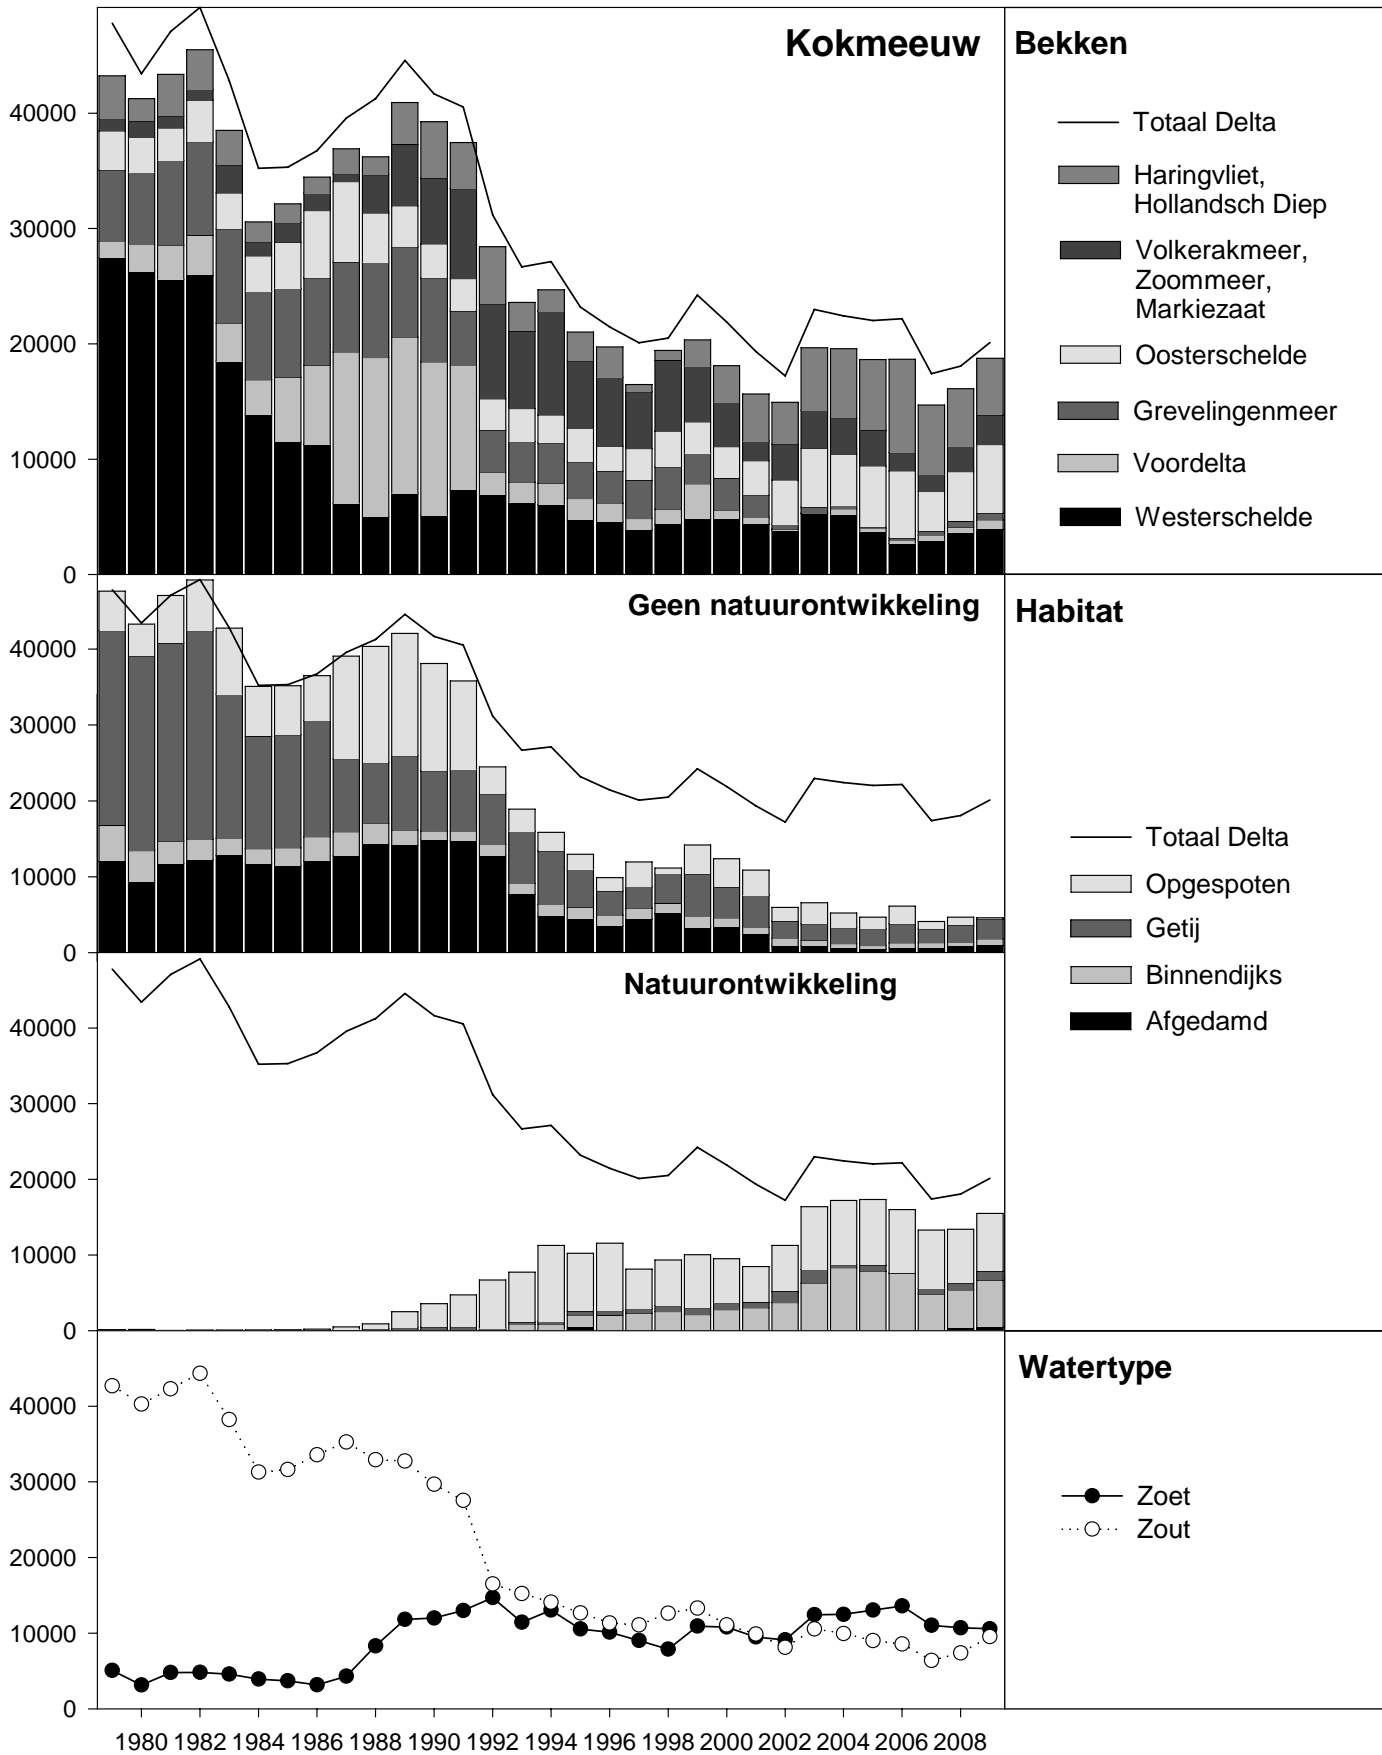 Kokmeeuw
Bekken
40000
30000
20000
10000
0
Totaal Delta
Haringvliet,
Hollandsch Diep
Volkerakmeer,
Zoommeer,
Markiezaat
Oosterschelde
Grevelingenmeer
Voordelta
Westerschelde
Geen natuurontwikkeling
Habitat
40000
30000
20000
10000
0
Totaal Delta
Opgespoten
Getij
Binnendijks
Afgedamd
Natuurontwikkeling
40000
30000
20000
10000
0
Watertype
40000
30000
20000
10000
0
Zoet
Zout
1980 1982 1984 1986 1988 1990 1992 1994 1996 1998 2000 2002 2004 2006 2008